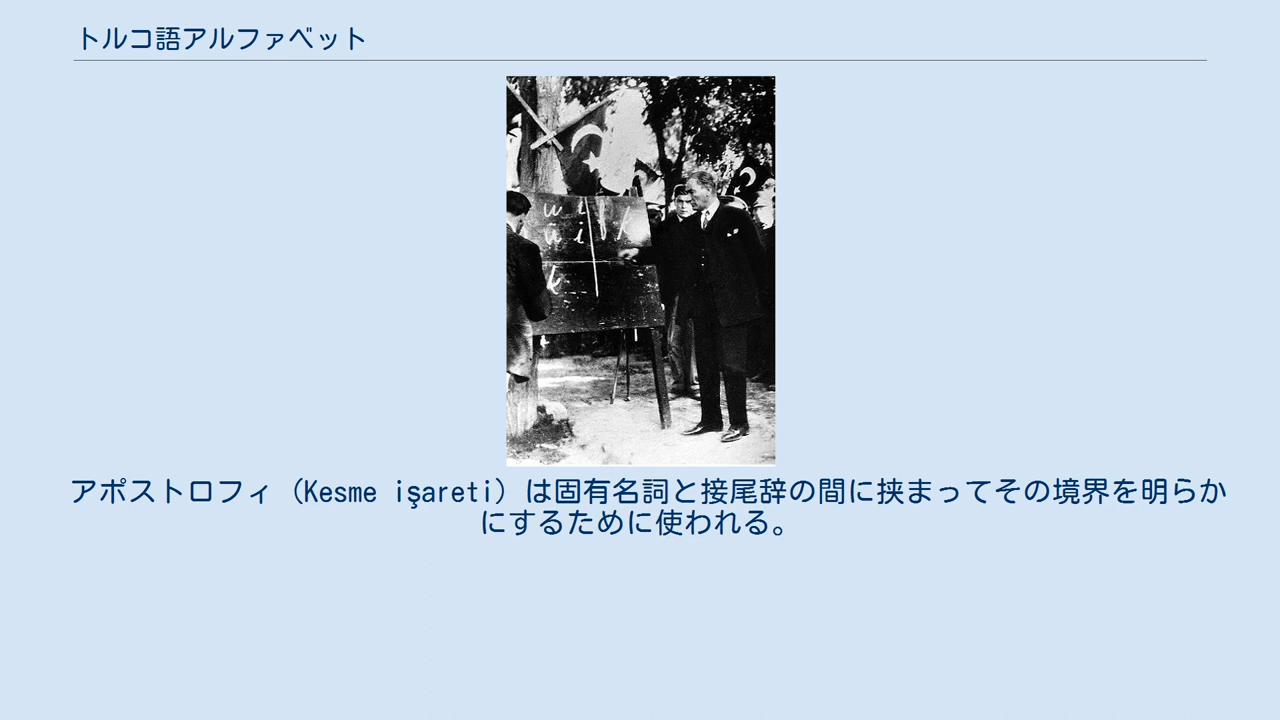 トルコ語アルファベット
w
ü i
k
アポストロフィ（Kesme işareti）は固有名詞と接尾辞の間に挟まってその境界を明らか
にするために使われる。